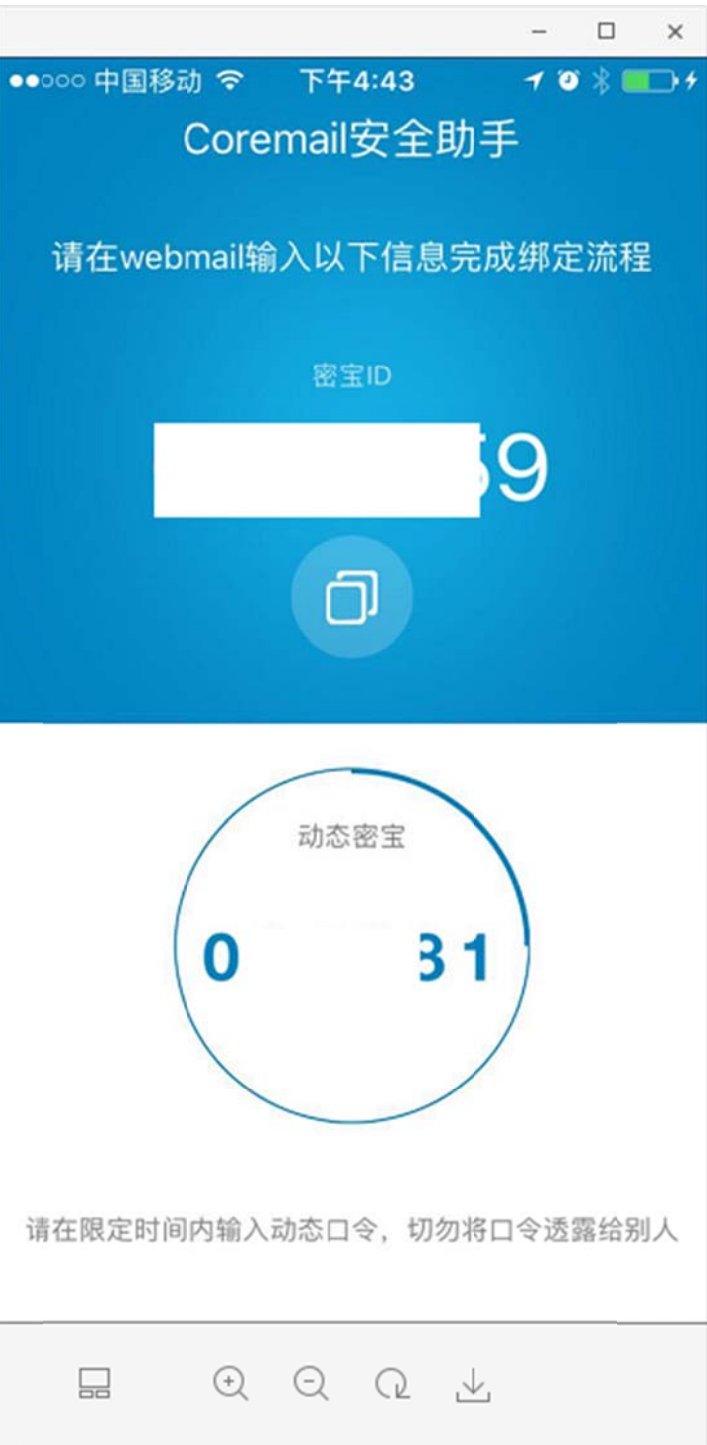 中国移动 下午4:43
Coremail安全助手
请在webmail输入以下信息完成绑定流程
密宝ID
59
动态密宝
0 31
请在限定时间内输入动态口令，切勿将口令透露给别人